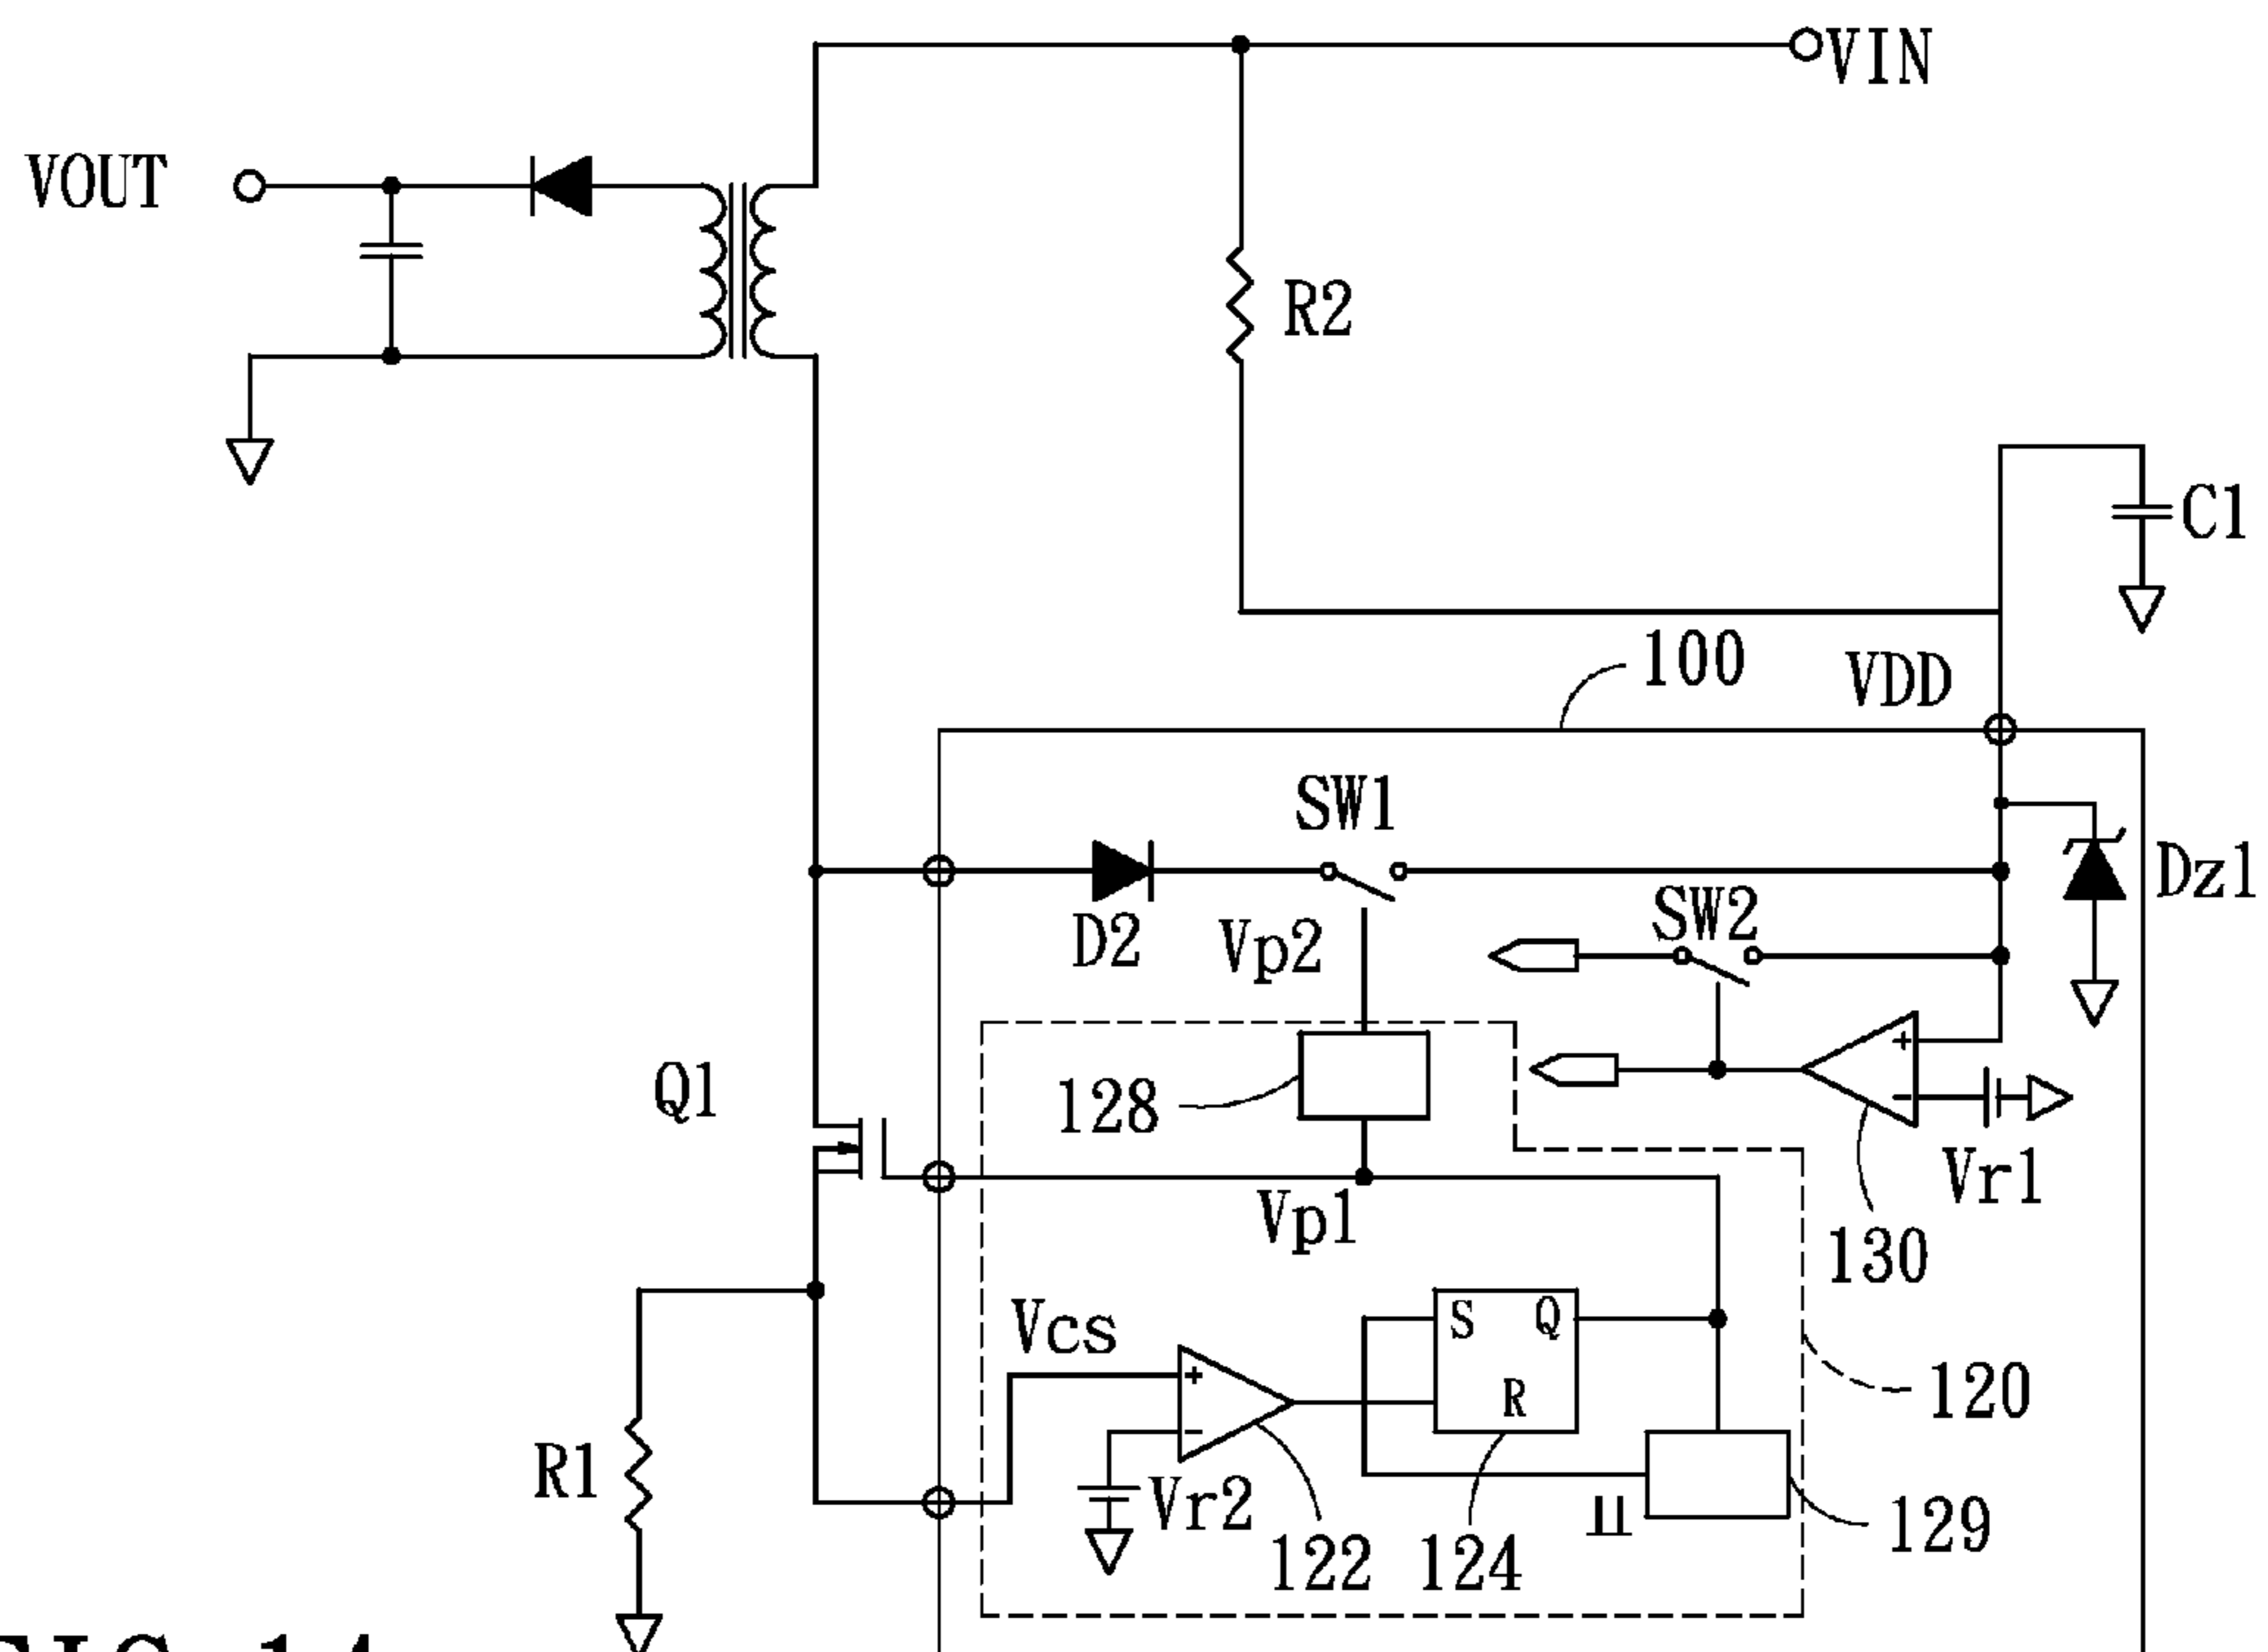 VIN
VOUT
R2
C1
100
VDD
SW1
Dz1
D2
Vp2
SW2
Q1
128
Vr1
Vp1
130
Vcs
S Q
R
120
R1
Vr2
122
124
129